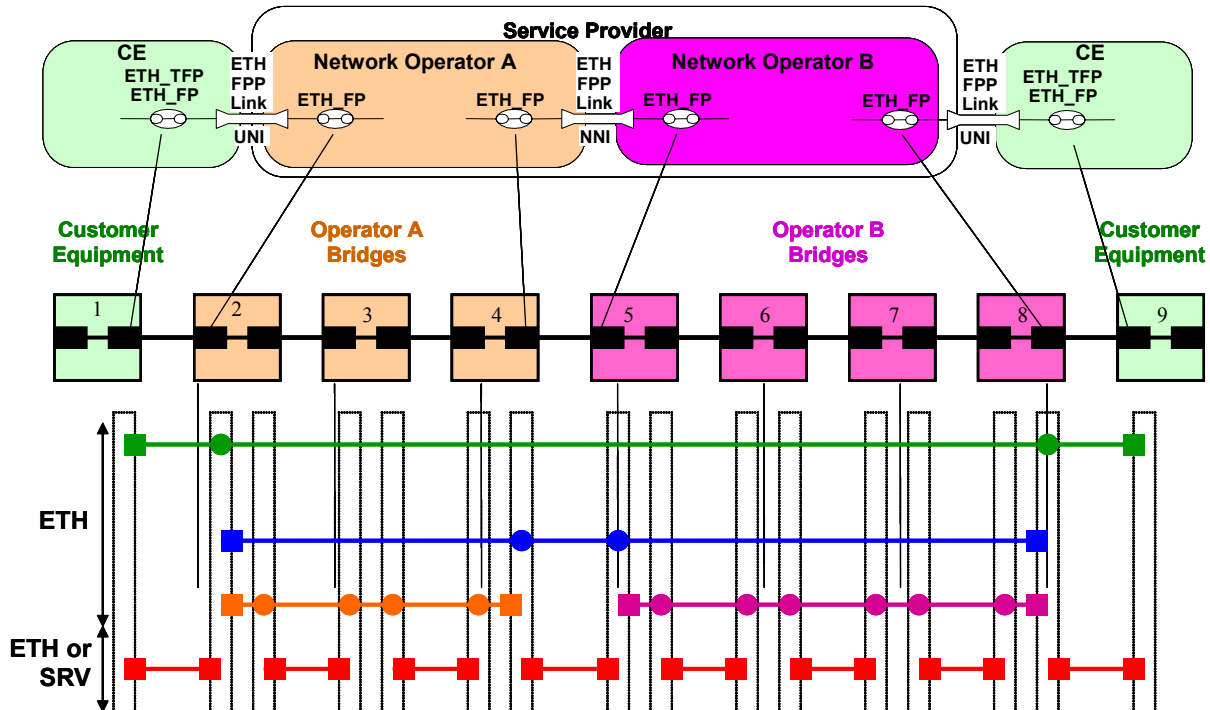 Service Provider
CE
ETH_TFP
ETH_FP
ETH
FPP
Link
UNI
Network Operator A
ETH_FP
ETH_FP
ETH
FPP
Link
NNI
Network Operator B
ETH_FP
ETH_FP
ETH
FPP
Link
UNI
CE
ETH_TFP
ETH_FP
Customer
Equipment
Operator A
Bridges
Operator B
Bridges
Customer
Equipment
1
2
3
4
5
6
7
8
9
ETH
ETH or
SRV